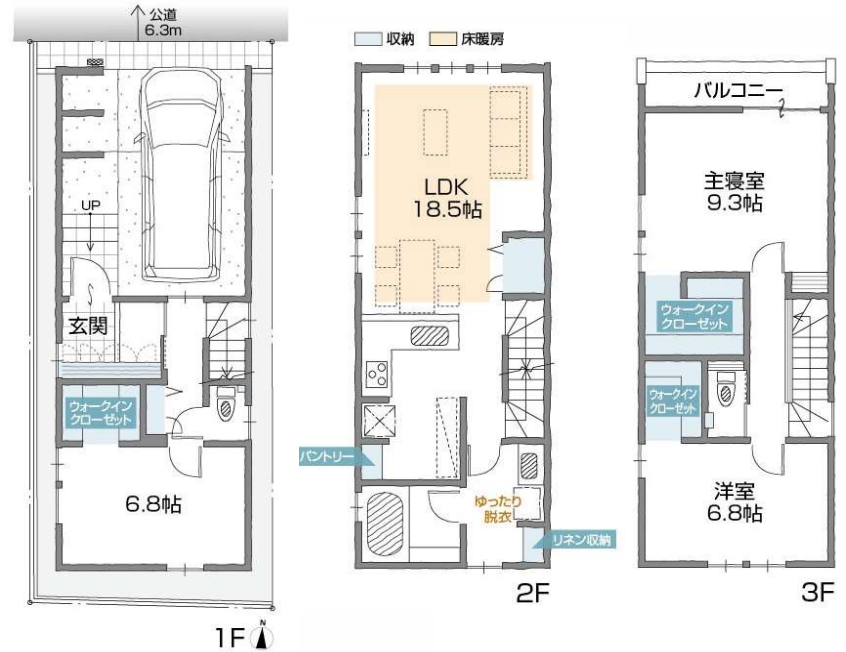 公道
6.3m
UP
玄関
ウォークイン
クローゼット
6.8帖
1F
N
収納
床暖房
LDK
18.5帖
パントリー
ゆったり
脱衣
リネン収納
2F
バルコニー
主寝室
9.3帖
ウォークイン
クローゼット
ウォークイン
クローゼット
洋室
6.8帖
3F